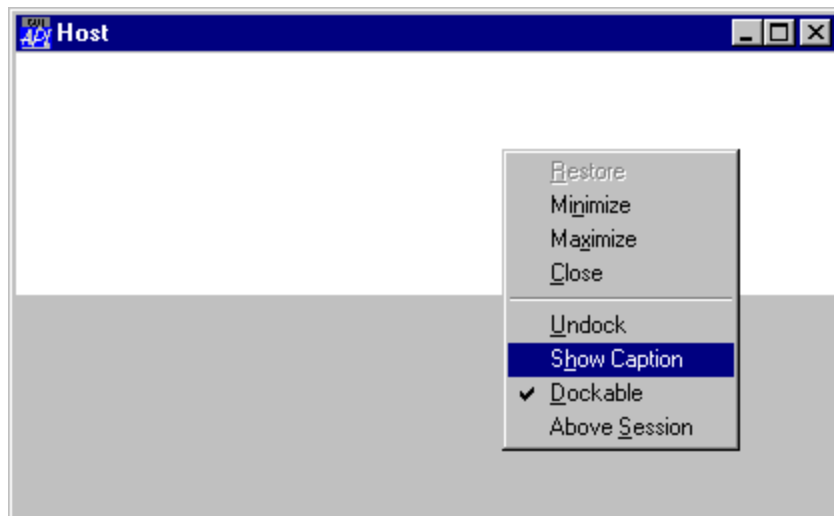 Host
Restore
Minimize
Maximize
Close
Undock
Show Caption
Dockable
Above Session